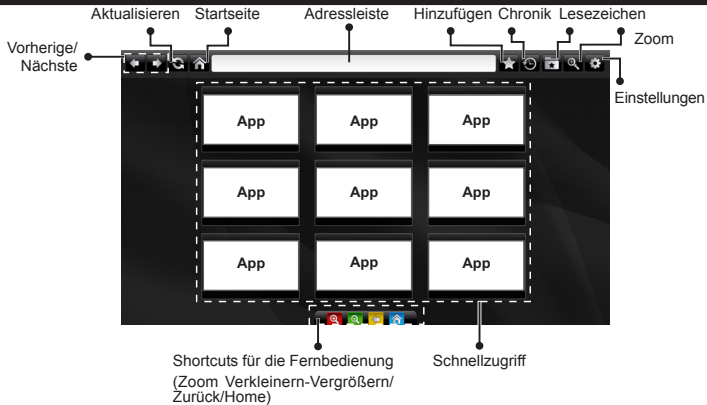 Aktualisieren Startseite Adressleiste Hinzufügen Chronik Lesezeichen
Zoom
Vorherige/
Nächste
Einstellungen
App App App
App App App
App App App
Shortcuts für die Fernbedienung
(Zoom Verkleinern-Vergrößern/
Zurück/Home)
Schnellzugriff